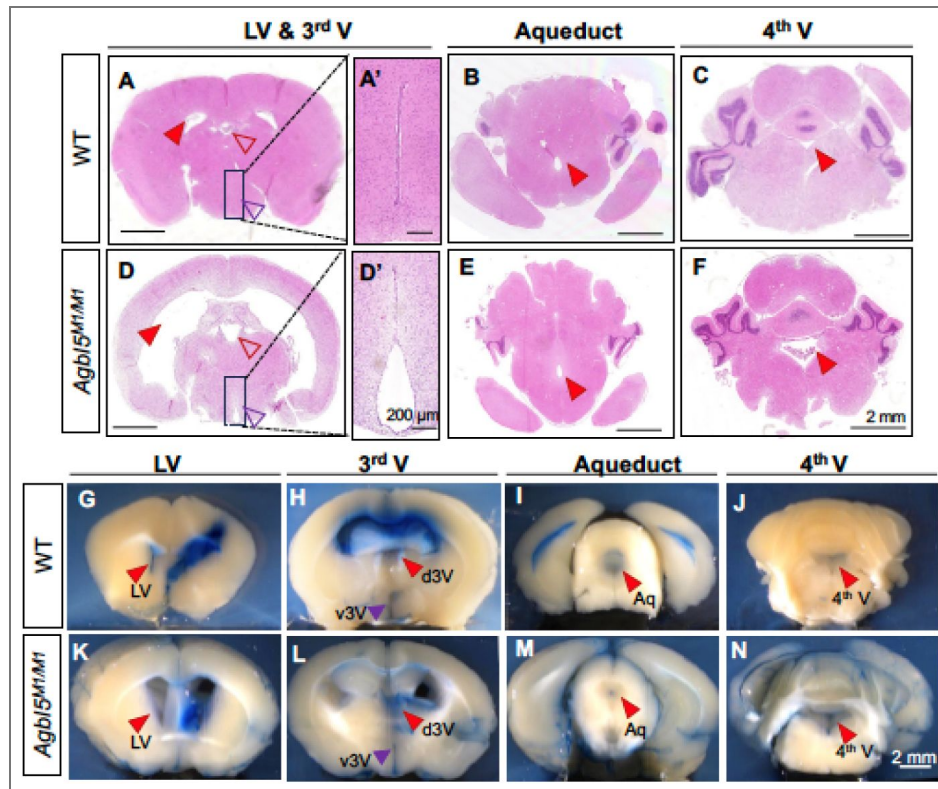 LV & 3rd V Aqueduct 4th V
WT
A A' B C
Agbl5M1/M1
D D' E F
200 µm 2 mm
LV 3rd V Aqueduct 4th V
WT
G H I J
LV d3V v3V Aq 4th V
Agbl5M1/M1
K L M N
LV d3V v3V Aq 4th V
2 mm